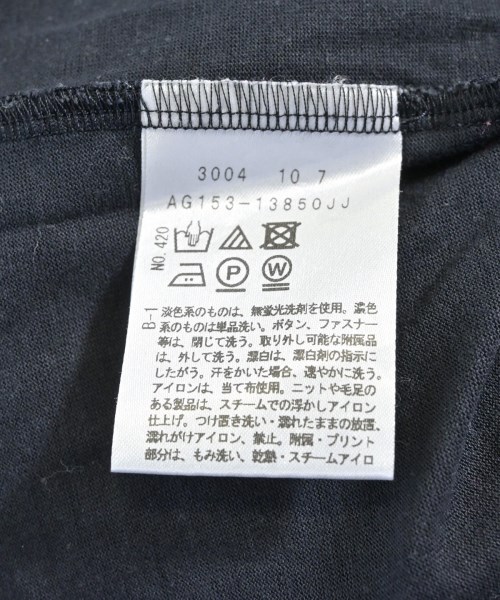 3004 10 7
AG153-13850JJ
NO.420
P W
B-1
淡色系のものは、無蛍光洗剤を使用。濃色
系のものは単品洗い。ボタン、ファスナー
等は、閉じて洗う。取り外し可能な附属品
は、外して洗う。漂白は、漂白剤の指示に
したがう。汗をかいた場合、速やかに洗う。
アイロンは、当て布使用。ニットや毛足の
ある製品は、スチームでの浮かしアイロン
仕上げ。つけ置き洗い・濡れたままの放置、
濡れがけアイロン、禁止。附属・プリント
部分は、もみ洗い、乾熱・スチームアイロ